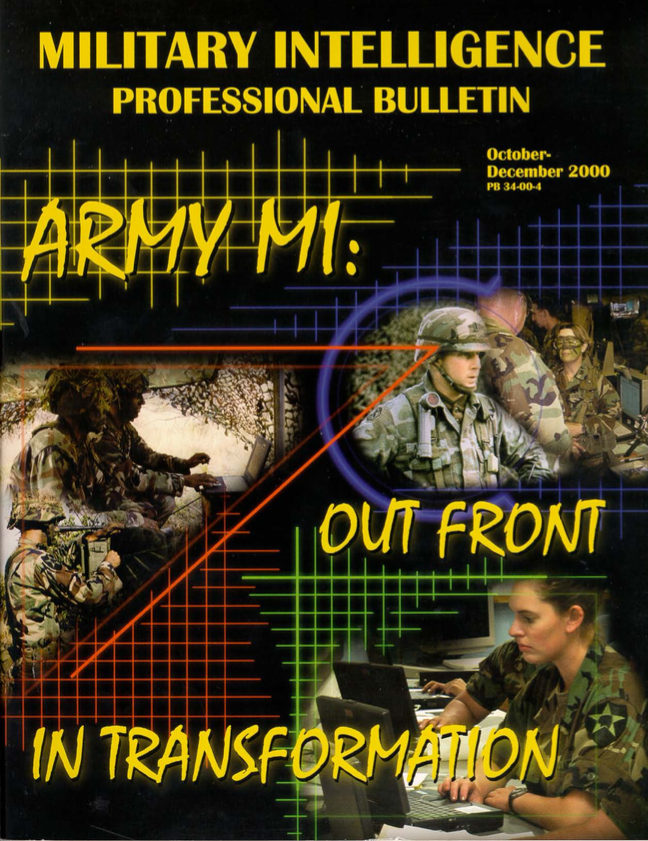 MILITARY INTELLIGENCE
PROFESSIONAL BULLETIN
October-
December 2000
PB 34-00-4
ARMY MI:
OUT FRONT
IN TRANSFORMATION